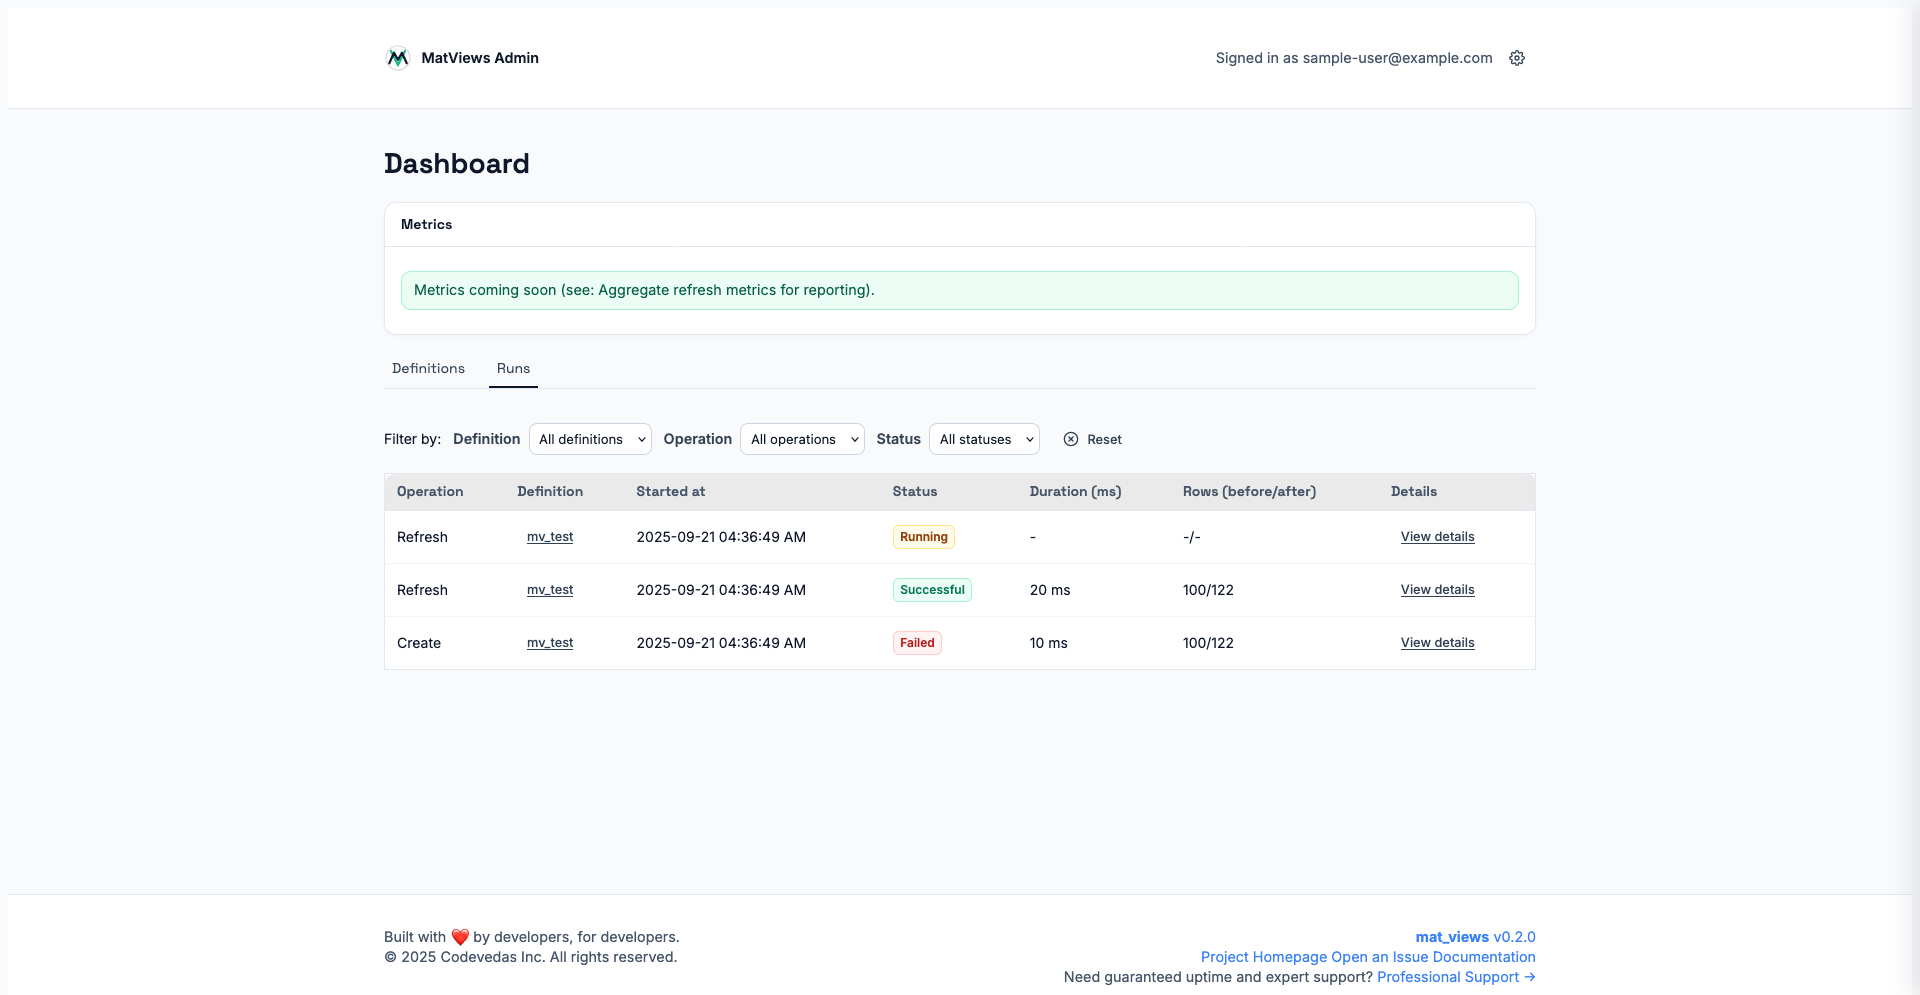 MatViews Admin
Signed in as sample-user@example.com
Dashboard
Metrics
Metrics coming soon (see: Aggregate refresh metrics for reporting).
Definitions Runs
Filter by: Definition All definitions Operation All operations Status All statuses Reset
Operation Definition Started at Status Duration (ms) Rows (before/after) Details
Refresh mv_test 2025-09-21 04:36:49 AM Running - -/- View details
Refresh mv_test 2025-09-21 04:36:49 AM Successful 20 ms 100/122 View details
Create mv_test 2025-09-21 04:36:49 AM Failed 10 ms 100/122 View details
Built with ❤️ by developers, for developers.
© 2025 Codevedas Inc. All rights reserved.
mat_views v0.2.0
Project Homepage Open an Issue Documentation
Need guaranteed uptime and expert support? Professional Support →